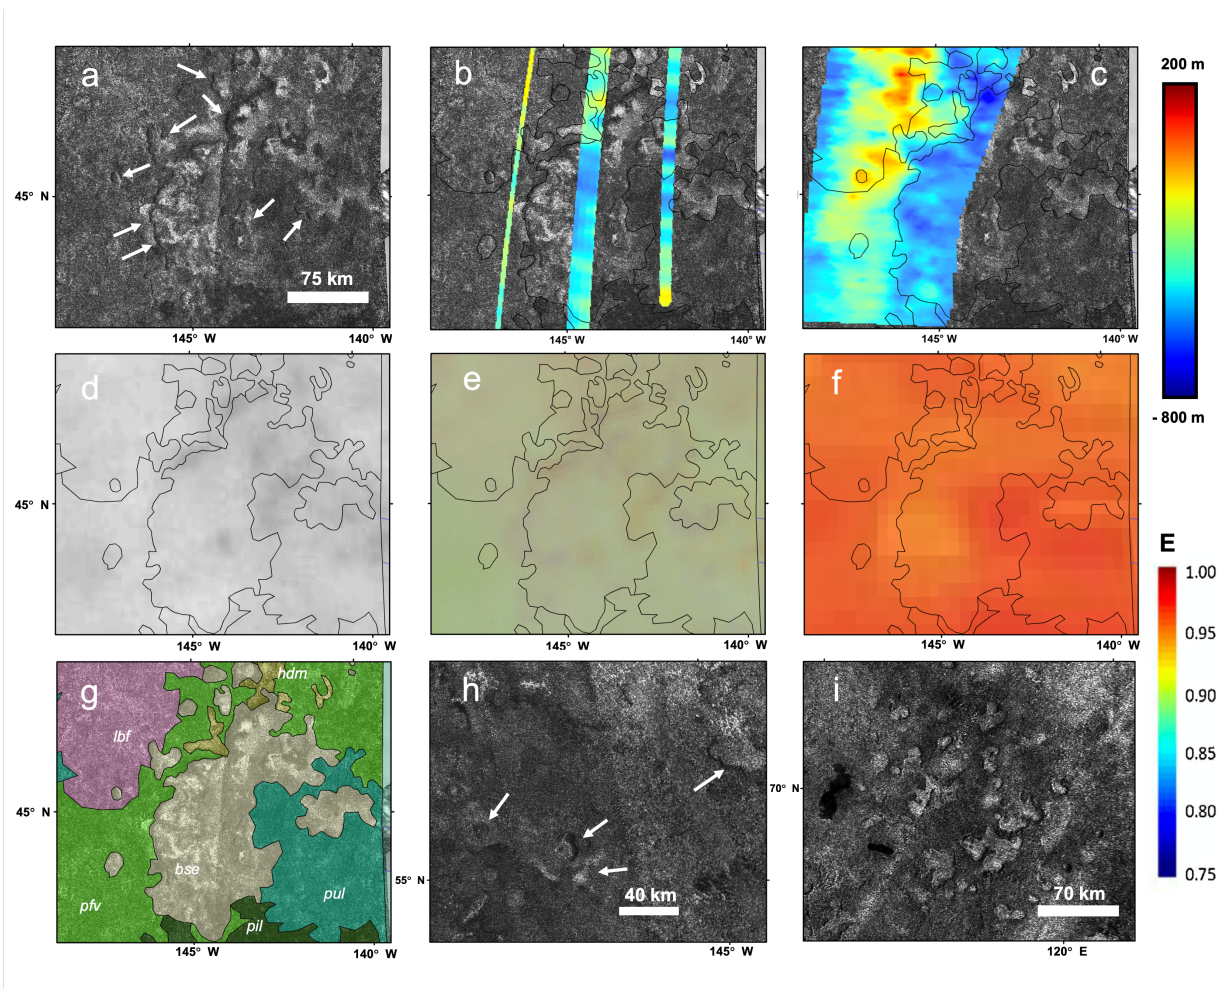 a
75 km
45° N
145° W
140° W
b
145° W
140° W
c
145° W
140° W
200 m
- 800 m
d
45° N
145° W
140° W
e
145° W
140° W
f
145° W
140° W
E
1.00
0.95
0.90
0.85
0.80
0.75
g
hdm
lbf
45° N
bse
pfv
pul
pil
145° W
140° W
h
55° N
40 km
145° W
i
70° N
70 km
120° E